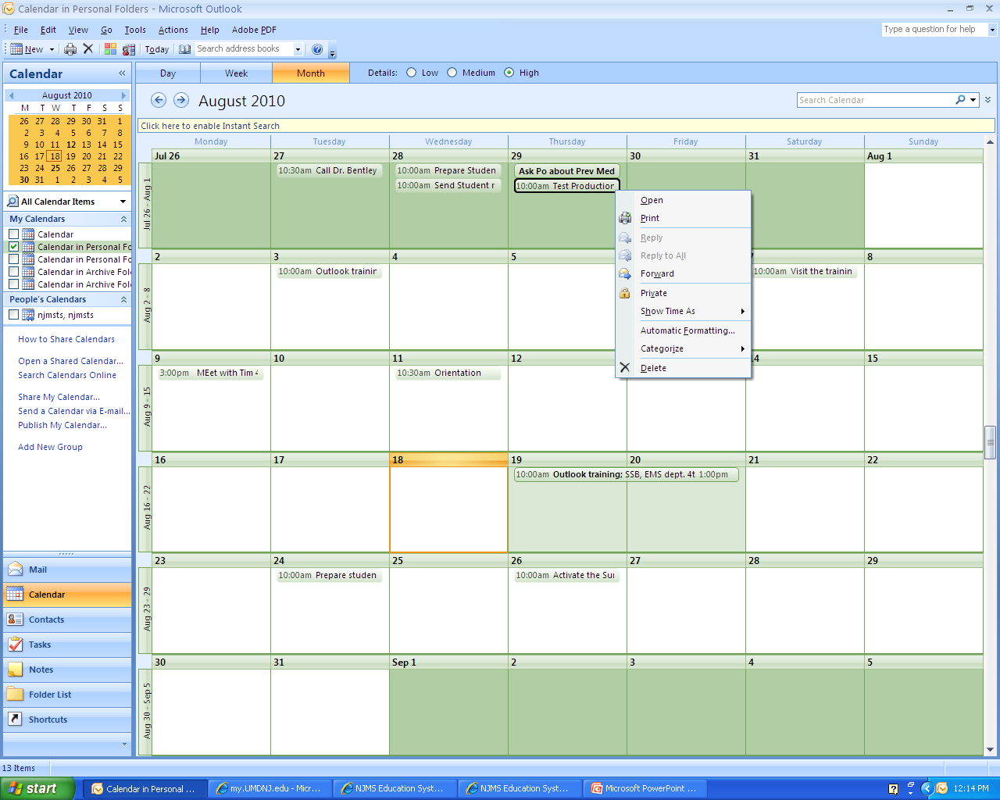 Calendar in Personal Folders - Microsoft Outlook
File Edit View Go Tools Actions Help Adobe PDF
Type a question for help
New Today Search address books
Calendar
Day Week Month Details: Low Medium High
August 2010
M T W T F S S
26 27 28 29 30 31 1
2 3 4 5 6 7 8
9 10 11 12 13 14 15
16 17 18 19 20 21 22
23 24 25 26 27 28 29
30 31 1 2 3 4 5
All Calendar Items
My Calendars
Calendar
Calendar in Personal Fo
Calendar in Personal Fo
Calendar in Archive Fol
Calendar in Archive Fol
People's Calendars
njmsts, njmsts
How to Share Calendars
Open a Shared Calendar...
Search Calendars Online
Share My Calendar...
Send a Calendar via E-mail...
Publish My Calendar...
Add New Group
Mail
Calendar
Contacts
Tasks
Notes
Folder List
Shortcuts
August 2010
Search Calendar
Click here to enable Instant Search
Monday Tuesday Wednesday Thursday Friday Saturday Sunday
Jul 26 - Aug 1
Jul 26 27 28 29 30 31 Aug 1
10:30am Call Dr. Bentley
10:00am Prepare Studen
10:00am Send Student r
Ask Po about Prev Med
10:00am Test Production
Aug 2 - 8
2 3 4 5 7 8
10:00am Outlook trainin
10:00am Visit the trainin
Aug 9 - 15
9 10 11 12 14 15
3:00pm MEet with Tim 4
10:30am Orientation
Aug 16 - 22
16 17 18 19 20 21 22
10:00am Outlook training; SSB, EMS dept. 4t 1:00pm
Aug 23 - 29
23 24 25 26 27 28 29
10:00am Prepare studen
10:00am Activate the Sur
Aug 30 - Sep 5
30 31 Sep 1 2 3 4 5
Open
Print
Reply
Reply to All
Forward
Private
Show Time As
Automatic Formatting...
Categorize
Delete
13 Items
start
Calendar in Personal ...
my.UMDNJ.edu - Micr...
NJMS Education Syst...
NJMS Education Syst...
Microsoft PowerPoint ...
12:14 PM